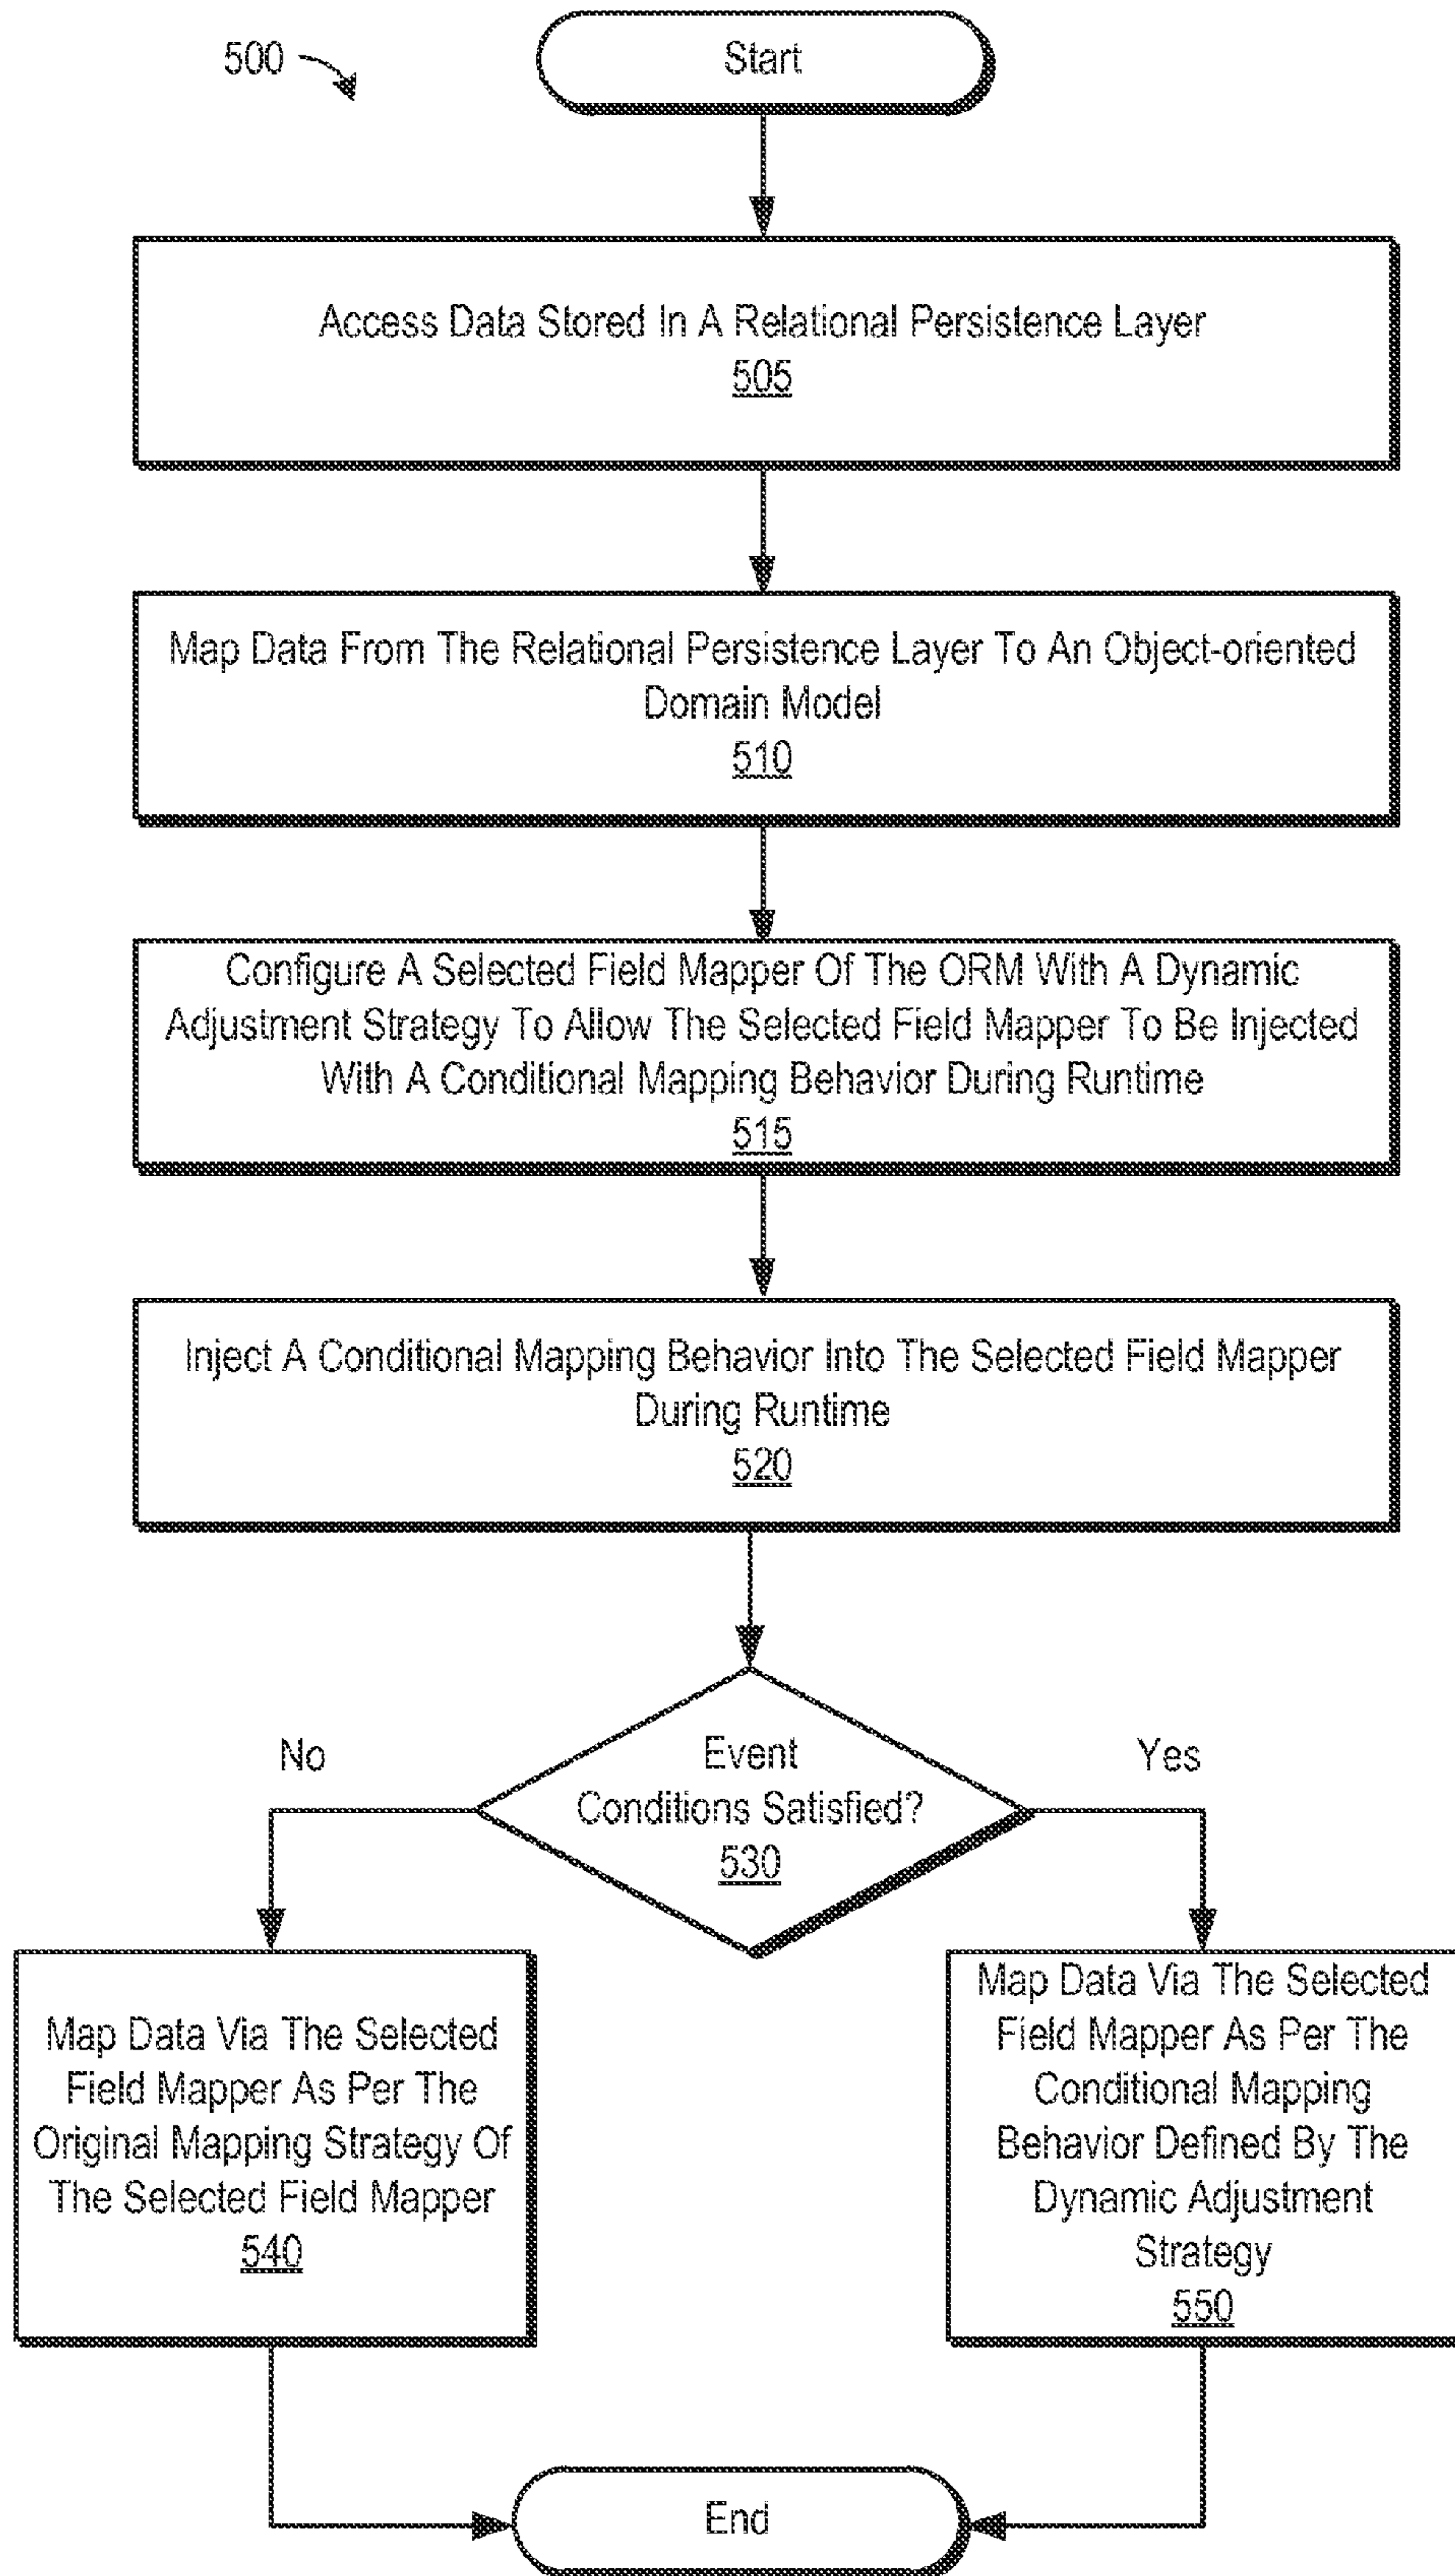 500
Start
Access Data Stored In A Relational Persistence Layer
505
Map Data From The Relational Persistence Layer To An Object-oriented
Domain Model
510
Configure A Selected Field Mapper Of The ORM With A Dynamic
Adjustment Strategy To Allow The Selected Field Mapper To Be Injected
With A Conditional Mapping Behavior During Runtime
515
Inject A Conditional Mapping Behavior Into The Selected Field Mapper
During Runtime
520
Event
Conditions Satisfied?
530
No
Yes
Map Data Via The Selected
Field Mapper As Per The
Original Mapping Strategy Of
The Selected Field Mapper
540
Map Data Via The Selected
Field Mapper As Per The
Conditional Mapping
Behavior Defined By The
Dynamic Adjustment
Strategy
550
End